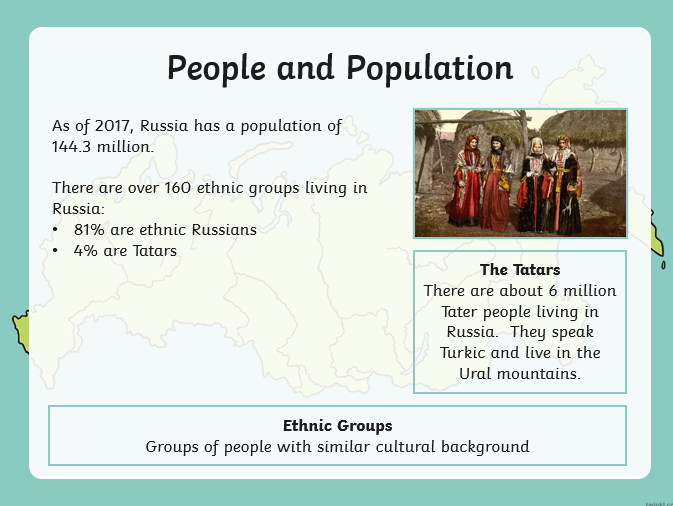 People and Population
As of 2017, Russia has a population of
144.3 million.
There are over 160 ethnic groups living in
Russia:
• 81% are ethnic Russians
• 4% are Tatars
The Tatars
There are about 6 million
Tater people living in
Russia. They speak
Turkic and live in the
Ural mountains.
Ethnic Groups
Groups of people with similar cultural background